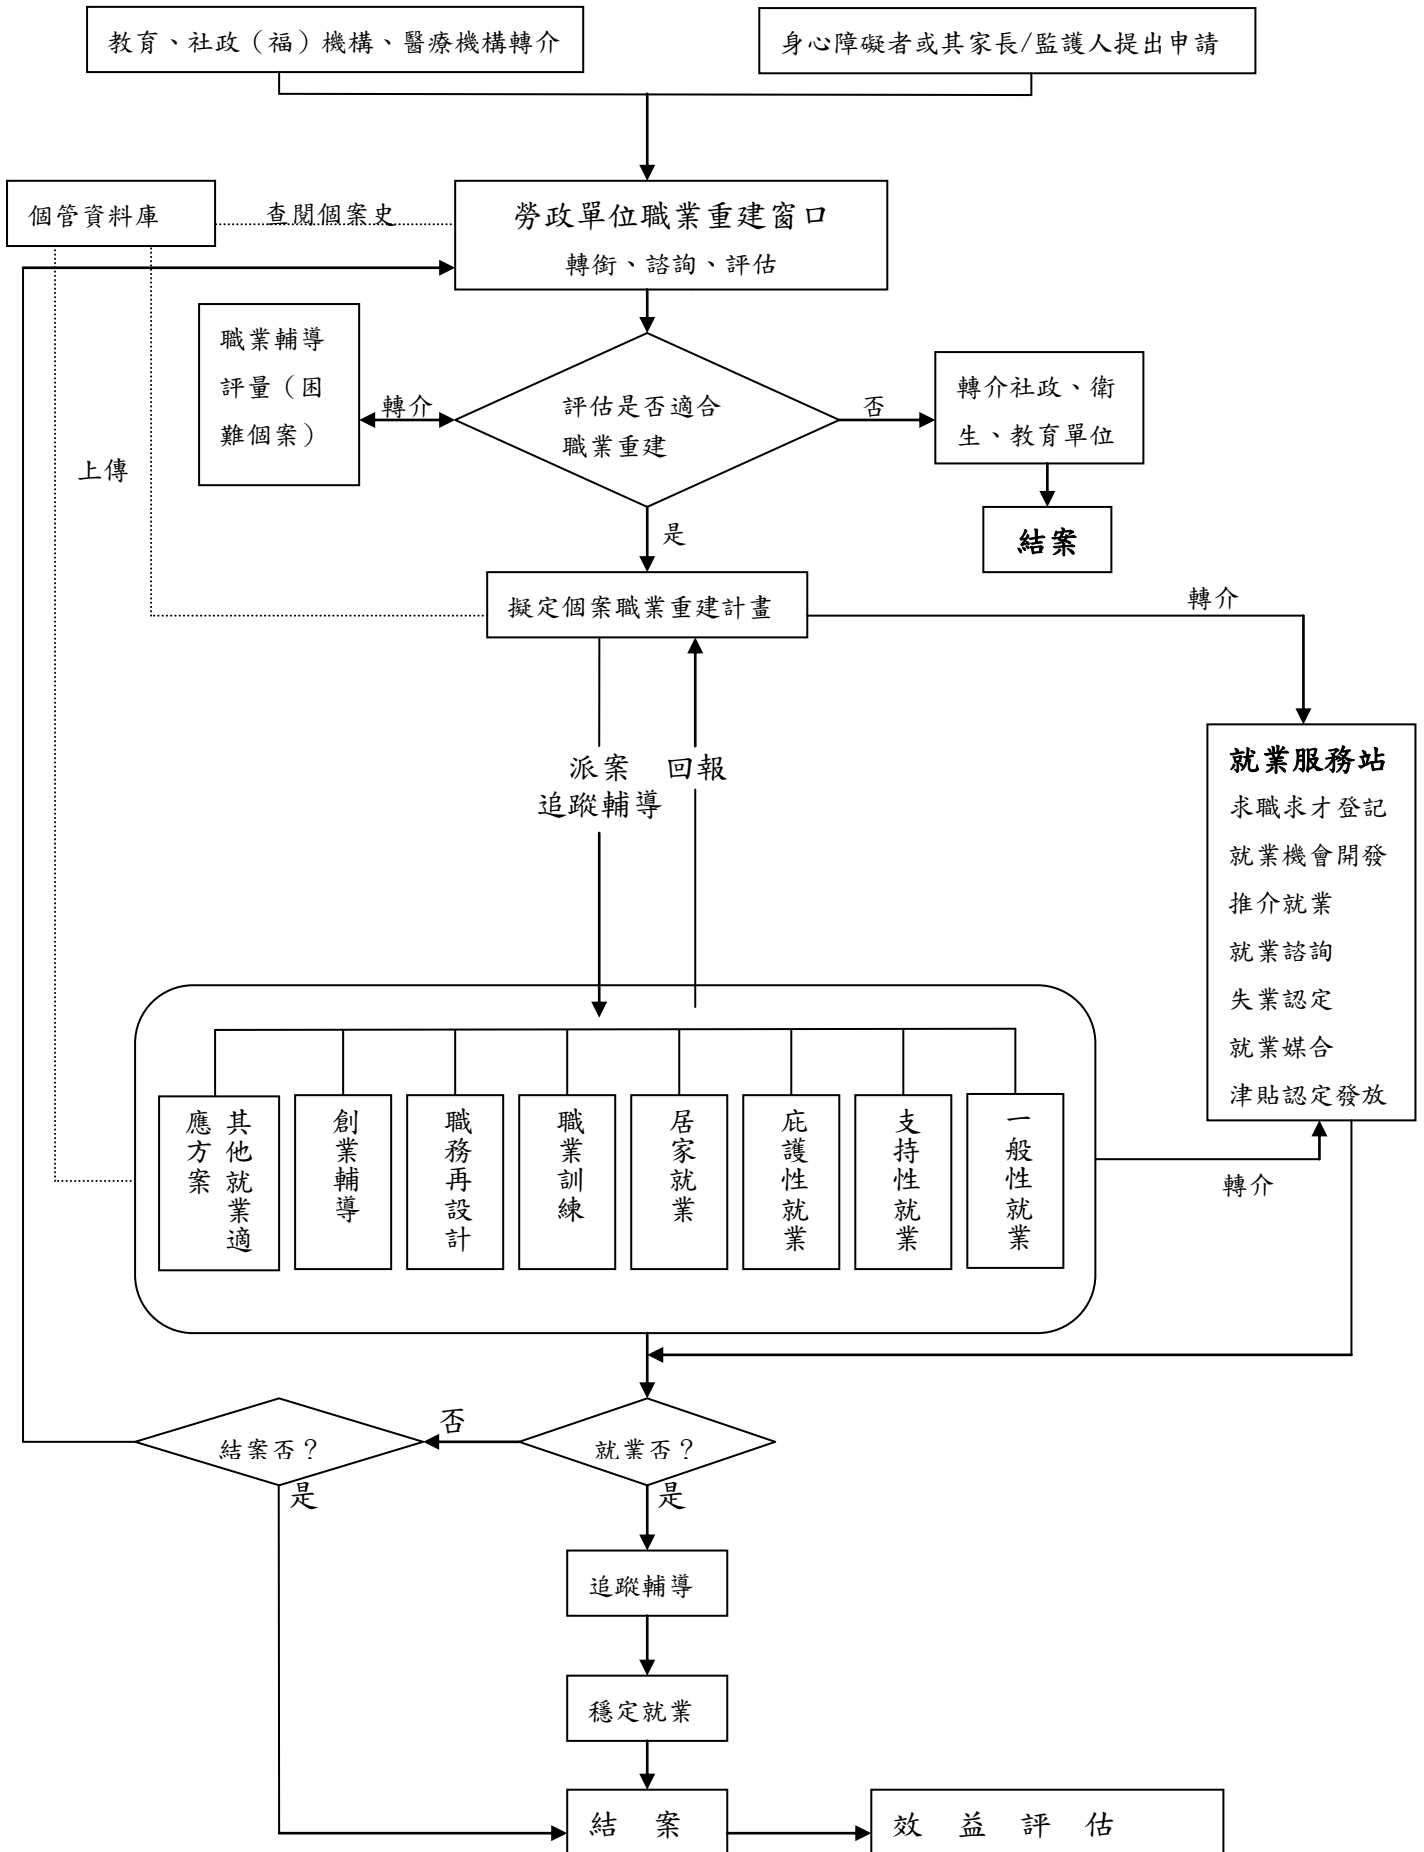 教育、社政（福）機構、醫療機構轉介
身心障礙者或其家長/監護人提出申請
個管資料庫
查閱個案史
勞政單位職業重建窗口
轉銜、諮詢、評估
職業輔導
評量（困
難個案）
轉介
評估是否適合
職業重建
否
轉介社政、衛
生、教育單位
上傳
是
結案
擬定個案職業重建計畫
轉介
派案
追蹤輔導
回報
就業服務站
求職求才登記
就業機會開發
推介就業
就業諮詢
失業認定
就業媒合
津貼認定發放
其他就業適
應方案
創業輔導
職務再設計
職業訓練
居家就業
庇護性就業
支持性就業
一般性就業
轉介
結案否？
否
就業否？
是
是
追蹤輔導
穩定就業
結 案
效 益 評 估